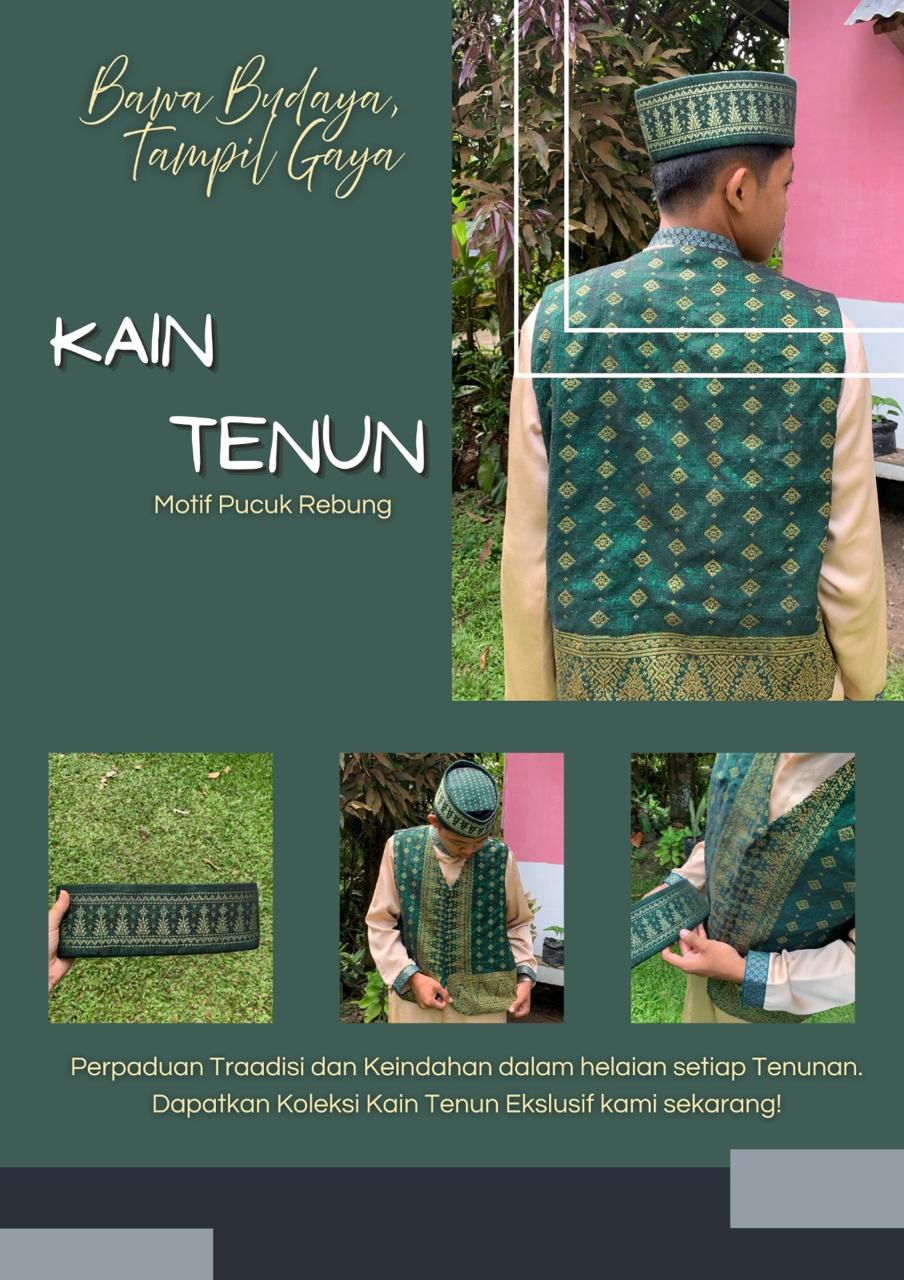 Bawa Budaya,
Tampil Gaya
KAIN
TENUN
Motif Pucuk Rebung
Perpaduan Traadisi dan Keindahan dalam helaian setiap Tenunan.
Dapatkan Koleksi Kain Tenun Ekslusif kami sekarang!